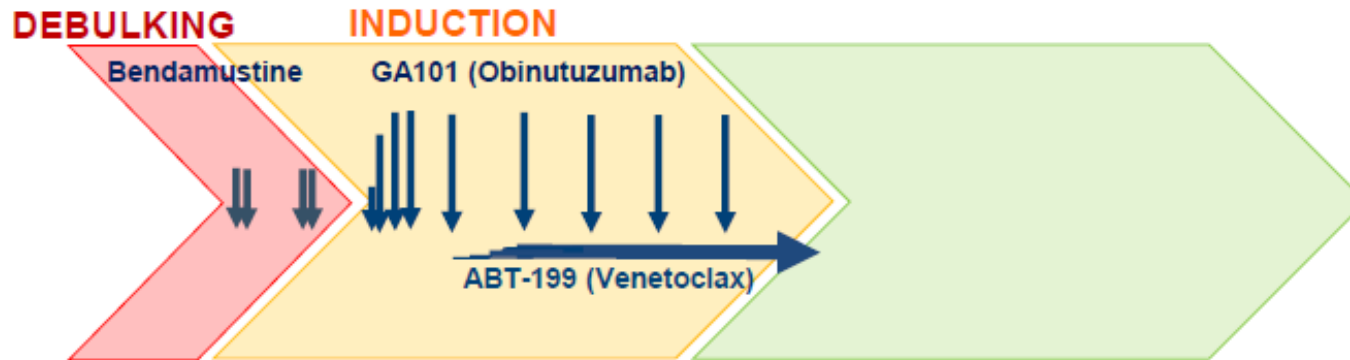 DEBULKING
INDUCTION
Bendamustine
GA101 (Obinutuzumab)
ABT-199 (Venetoclax)